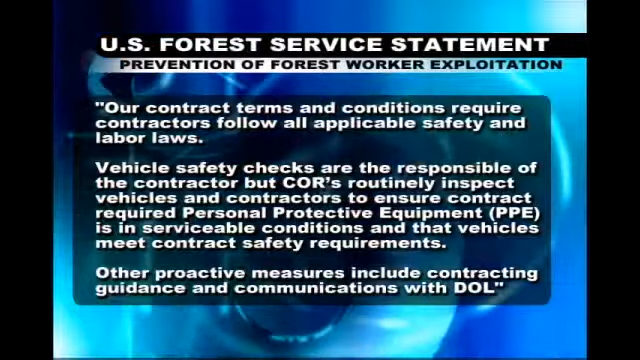 U.S. FOREST SERVICE STATEMENT
PREVENTION OF FOREST WORKER EXPLOITATION
"Our contract terms and conditions require
contractors follow all applicable safety and
labor laws.
Vehicle safety checks are the responsible of
the contractor but COR's routinely inspect
vehicles and contractors to ensure contract
required Personal Protective Equipment (PPE)
is in serviceable conditions and that vehicles
meet contract safety requirements.
Other proactive measures include contracting
guidance and communications with DOL"